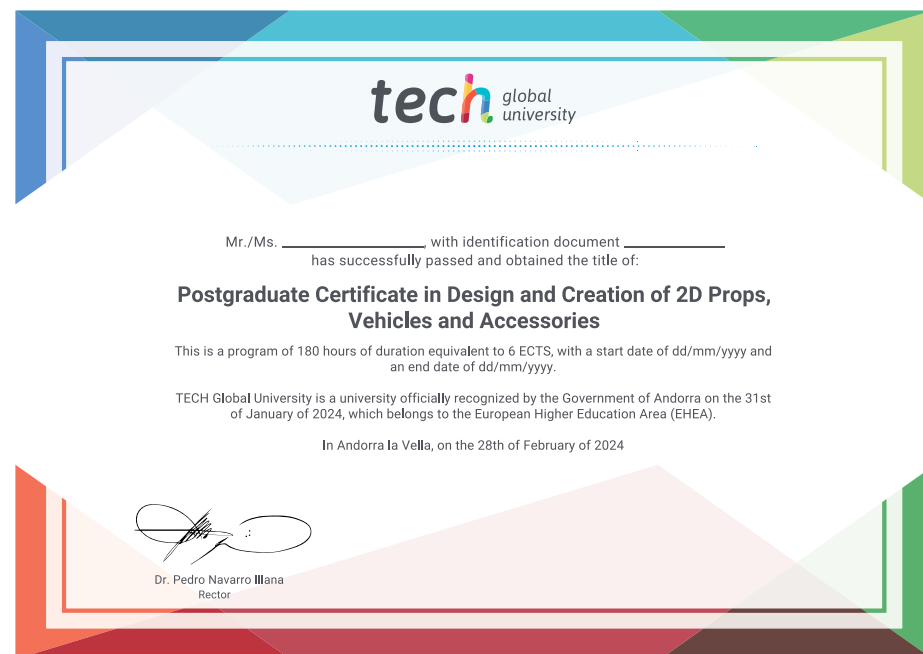 tech global university
Mr./Ms. ______________, with identification document __________
has successfully passed and obtained the title of:
Postgraduate Certificate in Design and Creation of 2D Props,
Vehicles and Accessories
This is a program of 180 hours of duration equivalent to 6 ECTS, with a start date of dd/mm/yyyy and
an end date of dd/mm/yyyy.
TECH Global University is a university officially recognized by the Government of Andorra on the 31st
of January of 2024, which belongs to the European Higher Education Area (EHEA).
In Andorra la Vella, on the 28th of February of 2024
Dr. Pedro Navarro Illana
Rector